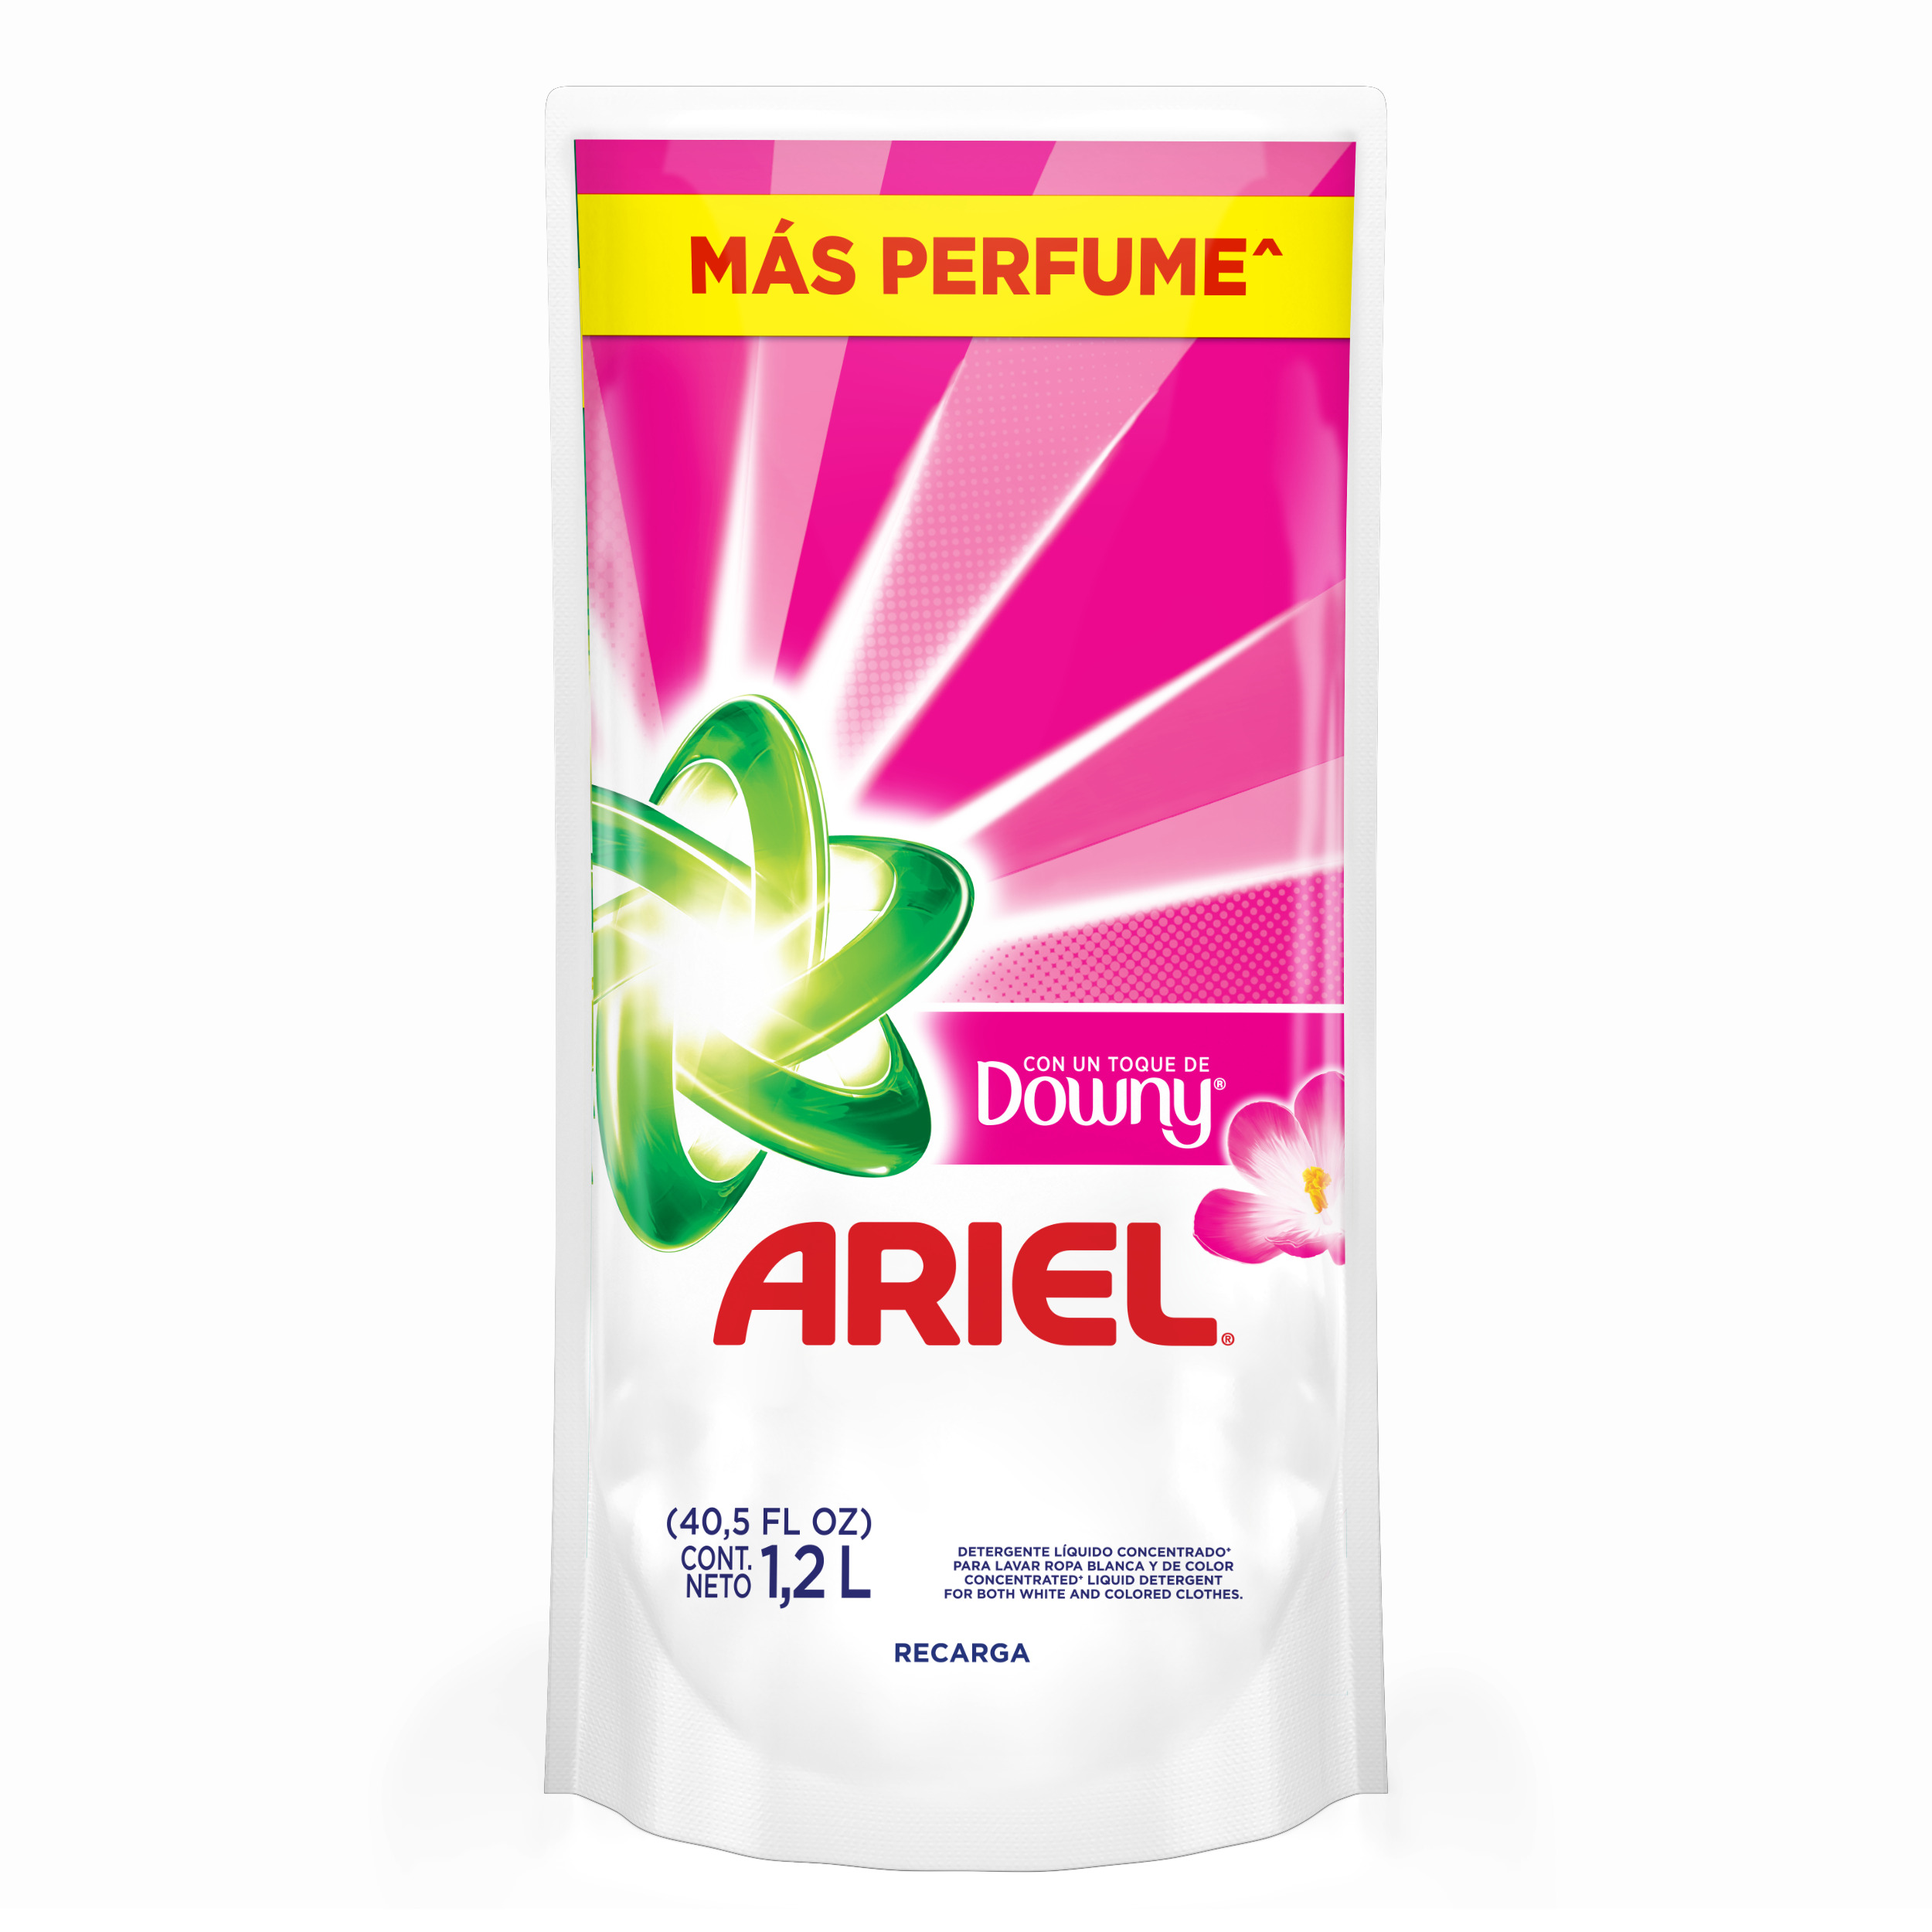 MÁS PERFUME^
CON UN TOQUE DE
Downy®
ARIEL®
(40,5 FL OZ)
CONT. NETO 1,2 L
DETERGENTE LÍQUIDO CONCENTRADO+
PARA LAVAR ROPA BLANCA Y DE COLOR
CONCENTRATED+ LIQUID DETERGENT
FOR BOTH WHITE AND COLORED CLOTHES.
RECARGA